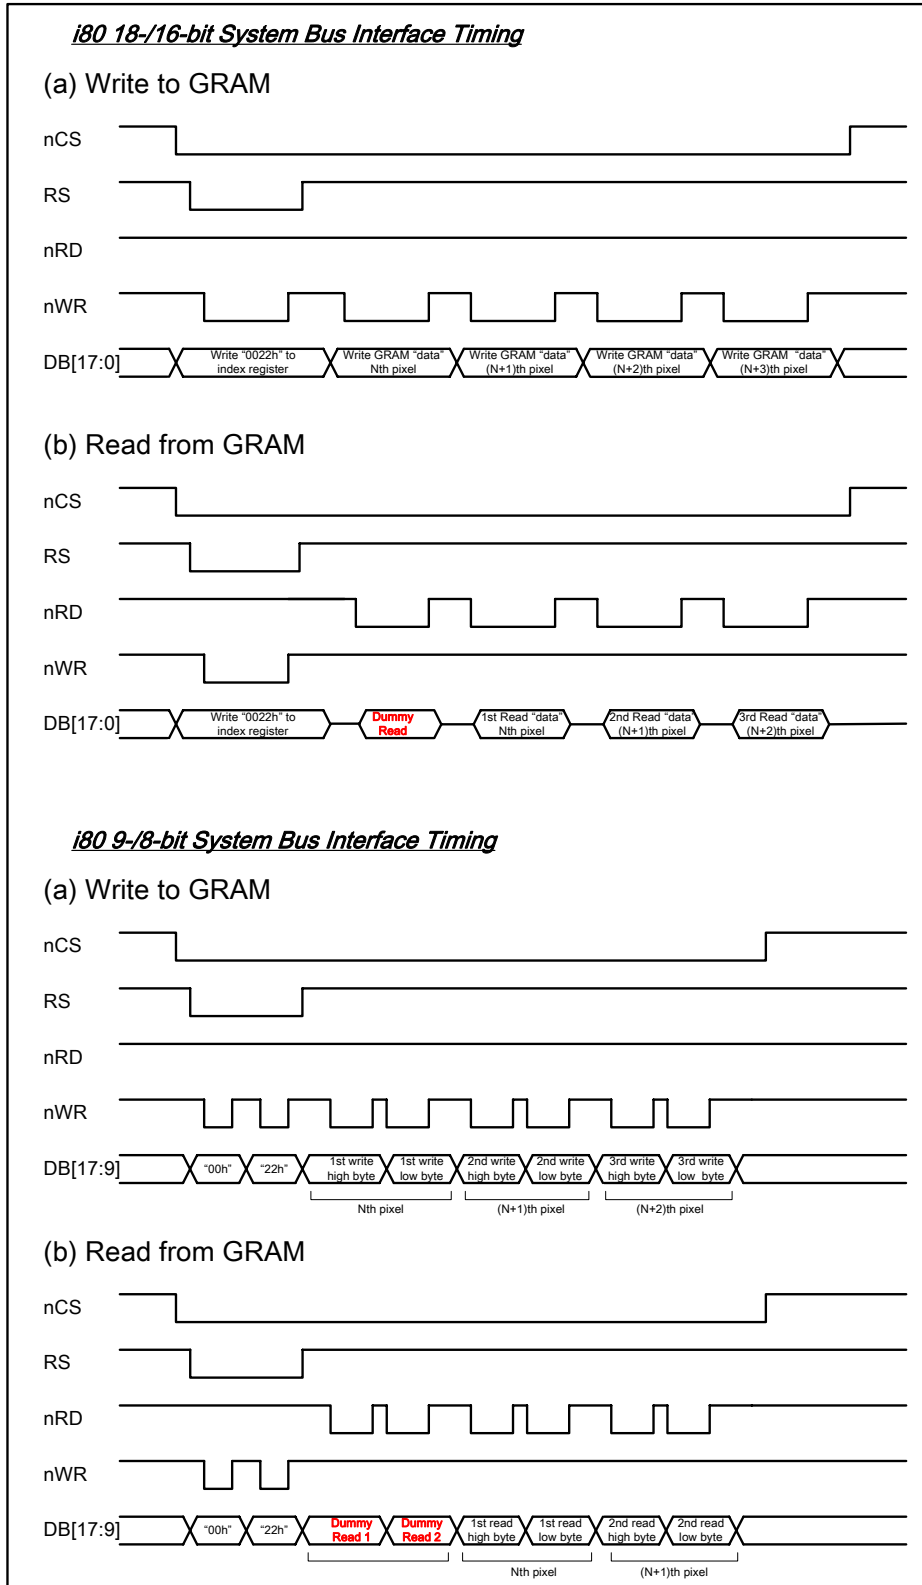 i80 18-/16-bit System Bus Interface Timing
(a) Write to GRAM
nCS
RS
nRD
nWR
DB[17:0]
Write “0022h” to
index register
Write GRAM “data”
Nth pixel
Write GRAM “data”
(N+1)th pixel
Write GRAM “data”
(N+2)th pixel
Write GRAM “data”
(N+3)th pixel
(b) Read from GRAM
nCS
RS
nRD
nWR
DB[17:0]
Write “0022h” to
index register
Dummy
Read
1st Read “data”
Nth pixel
2nd Read “data”
(N+1)th pixel
3rd Read “data”
(N+2)th pixel
i80 9-/8-bit System Bus Interface Timing
(a) Write to GRAM
nCS
RS
nRD
nWR
DB[17:9]
“00h”
“22h”
1st write
high byte
1st write
low byte
2nd write
high byte
2nd write
low byte
3rd write
high byte
3rd write
low byte
Nth pixel
(N+1)th pixel
(N+2)th pixel
(b) Read from GRAM
nCS
RS
nRD
nWR
DB[17:9]
“00h”
“22h”
Dummy
Read 1
Dummy
Read 2
1st read
high byte
1st read
low byte
2nd read
high byte
2nd read
low byte
Nth pixel
(N+1)th pixel